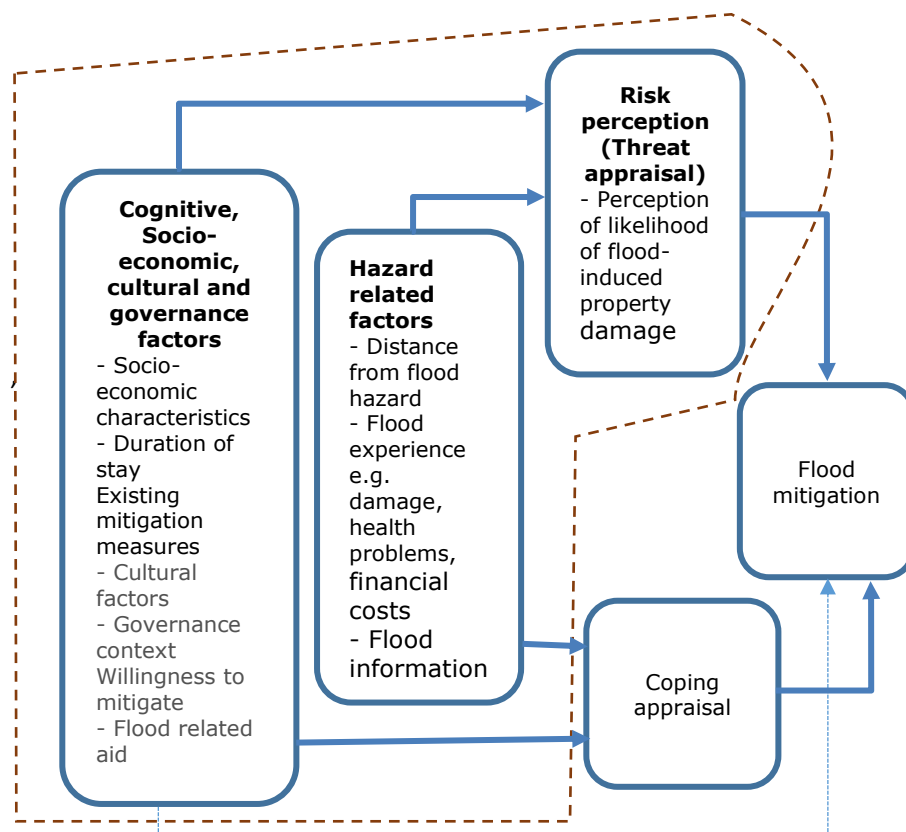 Cognitive,
Socio-
economic,
cultural and
governance
factors
- Socio-
economic
characteristics
- Duration of
stay
Existing
mitigation
measures
- Cultural
factors
- Governance
context
Willingness to
mitigate
- Flood related
aid
Hazard
related
factors
- Distance
from flood
hazard
- Flood
experience
e.g.
damage,
health
problems,
financial
costs
- Flood
information
Risk
perception
(Threat
appraisal)
- Perception
of likelihood
of flood-
induced
property
damage
Coping
appraisal
Flood
mitigation